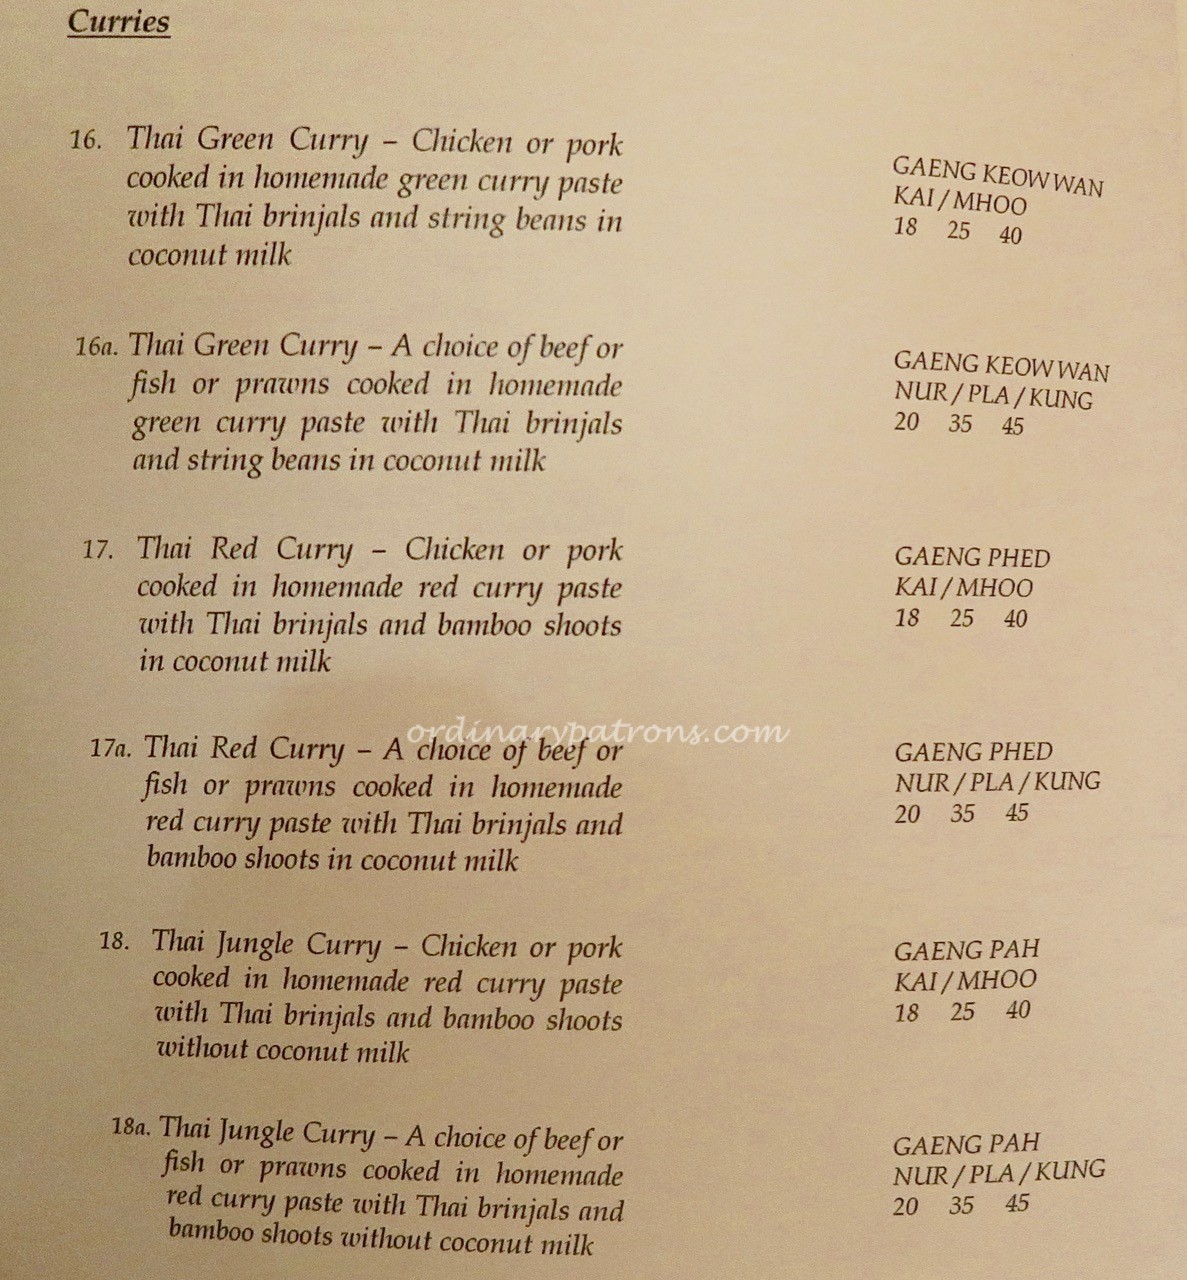 Curries
16. Thai Green Curry – Chicken or pork
cooked in homemade green curry paste
with Thai brinjals and string beans in
coconut milk
GAENG KEOW WAN
KAI / MHOO
18 25 40
16a. Thai Green Curry – A choice of beef or
fish or prawns cooked in homemade
green curry paste with Thai brinjals
and string beans in coconut milk
GAENG KEOW WAN
NUR / PLA / KUNG
20 35 45
17. Thai Red Curry – Chicken or pork
cooked in homemade red curry paste
with Thai brinjals and bamboo shoots
in coconut milk
GAENG PHED
KAI / MHOO
18 25 40
ordinarypatrons.com
17a. Thai Red Curry – A choice of beef or
fish or prawns cooked in homemade
red curry paste with Thai brinjals and
bamboo shoots in coconut milk
GAENG PHED
NUR / PLA / KUNG
20 35 45
18. Thai Jungle Curry – Chicken or pork
cooked in homemade red curry paste
with Thai brinjals and bamboo shoots
without coconut milk
GAENG PAH
KAI / MHOO
18 25 40
18a. Thai Jungle Curry – A choice of beef or
fish or prawns cooked in homemade
red curry paste with Thai brinjals and
bamboo shoots without coconut milk
GAENG PAH
NUR / PLA / KUNG
20 35 45